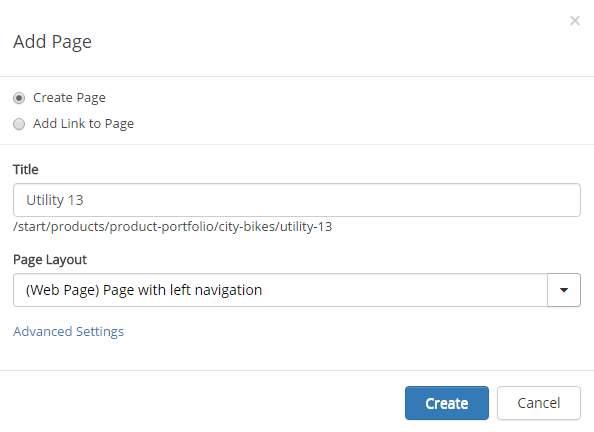 ×
Add Page
Create Page
Add Link to Page
Title
Utility 13
/start/products/product-portfolio/city-bikes/utility-13
Page Layout
(Web Page) Page with left navigation
Advanced Settings
Create Cancel